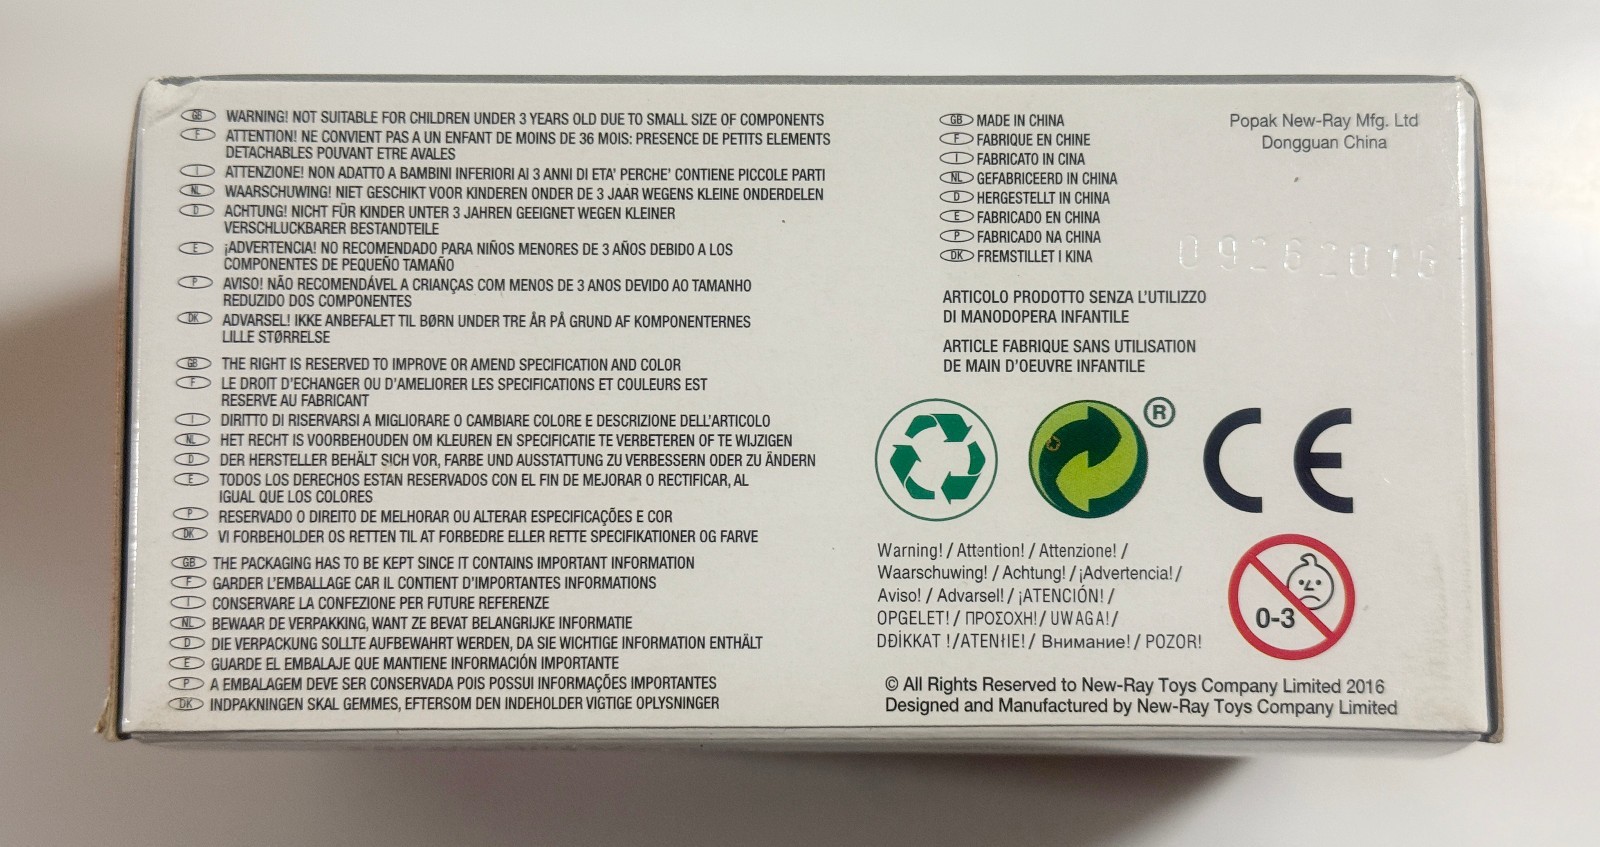 GB WARNING! NOT SUITABLE FOR CHILDREN UNDER 3 YEARS OLD DUE TO SMALL SIZE OF COMPONENTS
F ATTENTION! NE CONVIENT PAS A UN ENFANT DE MOINS DE 36 MOIS: PRESENCE DE PETITS ELEMENTS
DETACHABLES POUVANT ETRE AVALES
I ATTENZIONE! NON ADATTO A BAMBINI INFERIORI AI 3 ANNI DI ETA' PERCHE' CONTIENE PICCOLE PARTI
NL WAARSCHUWING! NIET GESCHIKT VOOR KINDEREN ONDER DE 3 JAAR WEGENS KLEINE ONDERDELEN
D ACHTUNG! NICHT FÜR KINDER UNTER 3 JAHREN GEEIGNET WEGEN KLEINER
VERSCHLUCKBARER BESTANDTEILE
E ¡ADVERTENCIA! NO RECOMENDADO PARA NIÑOS MENORES DE 3 AÑOS DEBIDO A LOS
COMPONENTES DE PEQUEÑO TAMAÑO
P AVISO! NÃO RECOMENDÁVEL A CRIANÇAS COM MENOS DE 3 ANOS DEVIDO AO TAMANHO
REDUZIDO DOS COMPONENTES
DK ADVARSEL! IKKE ANBEFALET TIL BØRN UNDER TRE ÅR PÅ GRUND AF KOMPONENTERNES
LILLE STØRRELSE
GB THE RIGHT IS RESERVED TO IMPROVE OR AMEND SPECIFICATION AND COLOR
F LE DROIT D'ECHANGER OU D'AMELIORER LES SPECIFICATIONS ET COULEURS EST
RESERVE AU FABRICANT
I DIRITTO DI RISERVARSI A MIGLIORARE O CAMBIARE COLORE E DESCRIZIONE DELL'ARTICOLO
NL HET RECHT IS VOORBEHOUDEN OM KLEUREN EN SPECIFICATIE TE VERBETEREN OF TE WIJZIGEN
D DER HERSTELLER BEHÄLT SICH VOR, FARBE UND AUSSTATTUNG ZU VERBESSERN ODER ZU ÄNDERN
E TODOS LOS DERECHOS ESTAN RESERVADOS CON EL FIN DE MEJORAR O RECTIFICAR, AL
IGUAL QUE LOS COLORES
P RESERVADO O DIREITO DE MELHORAR OU ALTERAR ESPECIFICAÇÕES E COR
DK VI FORBEHOLDER OS RETTEN TIL AT FORBEDRE ELLER RETTE SPECIFIKATIONER OG FARVE
GB THE PACKAGING HAS TO BE KEPT SINCE IT CONTAINS IMPORTANT INFORMATION
F GARDER L'EMBALLAGE CAR IL CONTIENT D'IMPORTANTES INFORMATIONS
I CONSERVARE LA CONFEZIONE PER FUTURE REFERENZE
NL BEWAAR DE VERPAKKING, WANT ZE BEVAT BELANGRIJKE INFORMATIE
D DIE VERPACKUNG SOLLTE AUFBEWAHRT WERDEN, DA SIE WICHTIGE INFORMATION ENTHÄLT
E GUARDE EL EMBALAJE QUE MANTIENE INFORMACIÓN IMPORTANTE
P A EMBALAGEM DEVE SER CONSERVADA POIS POSSUI INFORMAÇÕES IMPORTANTES
DK INDPAKNINGEN SKAL GEMMES, EFTERSOM DEN INDEHOLDER VIGTIGE OPLYSNINGER
GB MADE IN CHINA
F FABRIQUE EN CHINE
I FABRICATO IN CINA
NL GEFABRICEERD IN CHINA
D HERGESTELLT IN CHINA
E FABRICADO EN CHINA
P FABRICADO NA CHINA
DK FREMSTILLET I KINA
Popak New-Ray Mfg. Ltd
Dongguan China
09262016
ARTICOLO PRODOTTO SENZA L'UTILIZZO
DI MANODOPERA INFANTILE
ARTICLE FABRIQUE SANS UTILISATION
DE MAIN D'OEUVRE INFANTILE
®
CE
Warning! / Attention! / Attenzione! /
Waarschuwing! / Achtung! / ¡Advertencia! /
Aviso! / Advarsel! / ¡ATENCIÓN! /
OPGELET! / ΠΡΟΣΟΧΗ! / UWAGA! /
DĐİKKAT !/ATENłIE! / Внимание! / POZOR!
0-3
© All Rights Reserved to New-Ray Toys Company Limited 2016
Designed and Manufactured by New-Ray Toys Company Limited